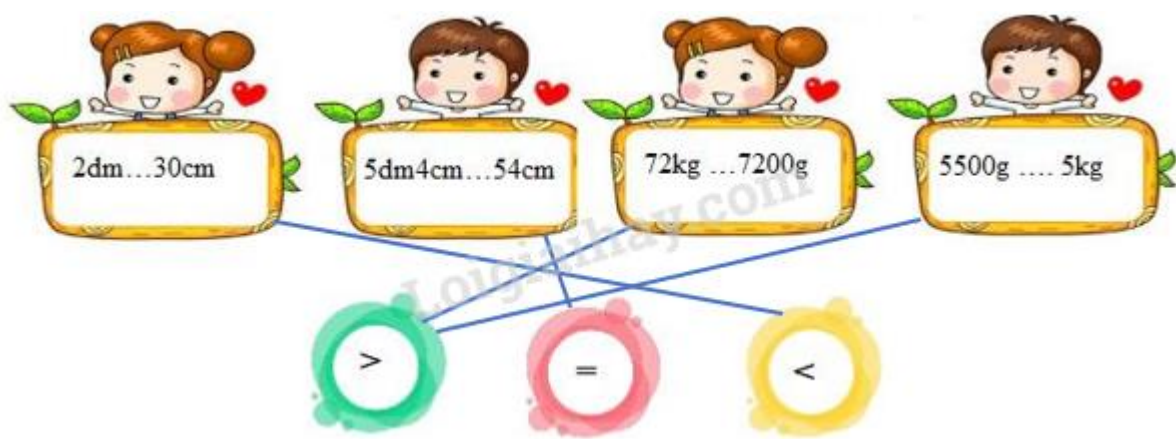 2dm…30cm
5dm4cm…54cm
72kg …7200g
5500g …. 5kg
Loigiaihay.com
>
=
<